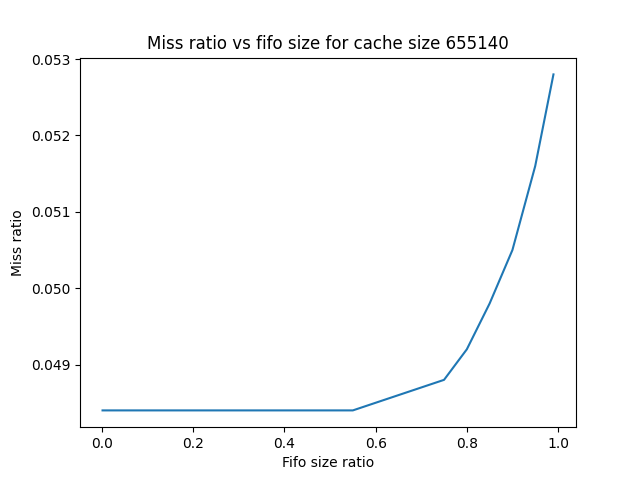 Miss ratio vs fifo size for cache size 655140
0.053
0.052
0.051
0.050
0.049
Miss ratio
0.0 0.2 0.4 0.6 0.8 1.0
Fifo size ratio